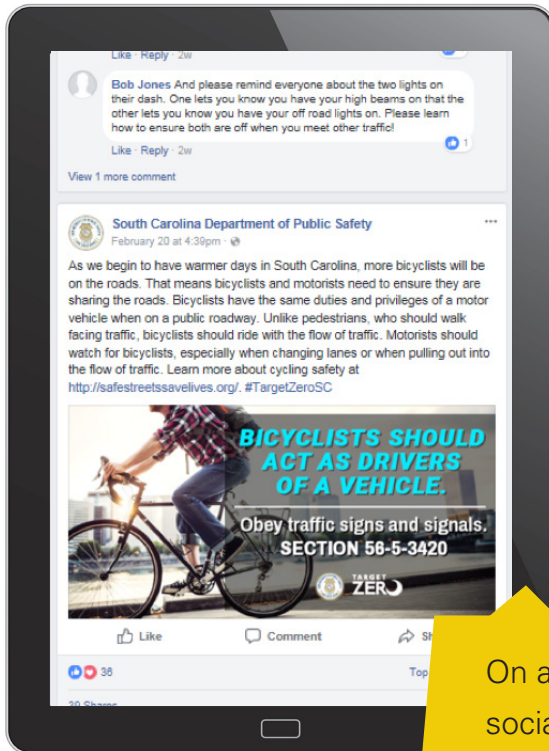 Like · Reply · 2w
Bob Jones And please remind everyone about the two lights on
their dash. One lets you know you have your high beams on that the
other lets you know you have your off road lights on. Please learn
how to ensure both are off when you meet other traffic!
Like · Reply · 2w
1
View 1 more comment
South Carolina Department of Public Safety
February 20 at 4:39pm ·
As we begin to have warmer days in South Carolina, more bicyclists will be
on the roads. That means bicyclists and motorists need to ensure they are
sharing the roads. Bicyclists have the same duties and privileges of a motor
vehicle when on a public roadway. Unlike pedestrians, who should walk
facing traffic, bicyclists should ride with the flow of traffic. Motorists should
watch for bicyclists, especially when changing lanes or when pulling out into
the flow of traffic. Learn more about cycling safety at
http://safestreetssavelives.org/. #TargetZeroSC
BICYCLISTS SHOULD
ACT AS DRIVERS
OF A VEHICLE.
Obey traffic signs and signals.
SECTION 56-5-3420
TARGET
ZERO
Like Comment Sh
36 Top
39 Shares
On a
social